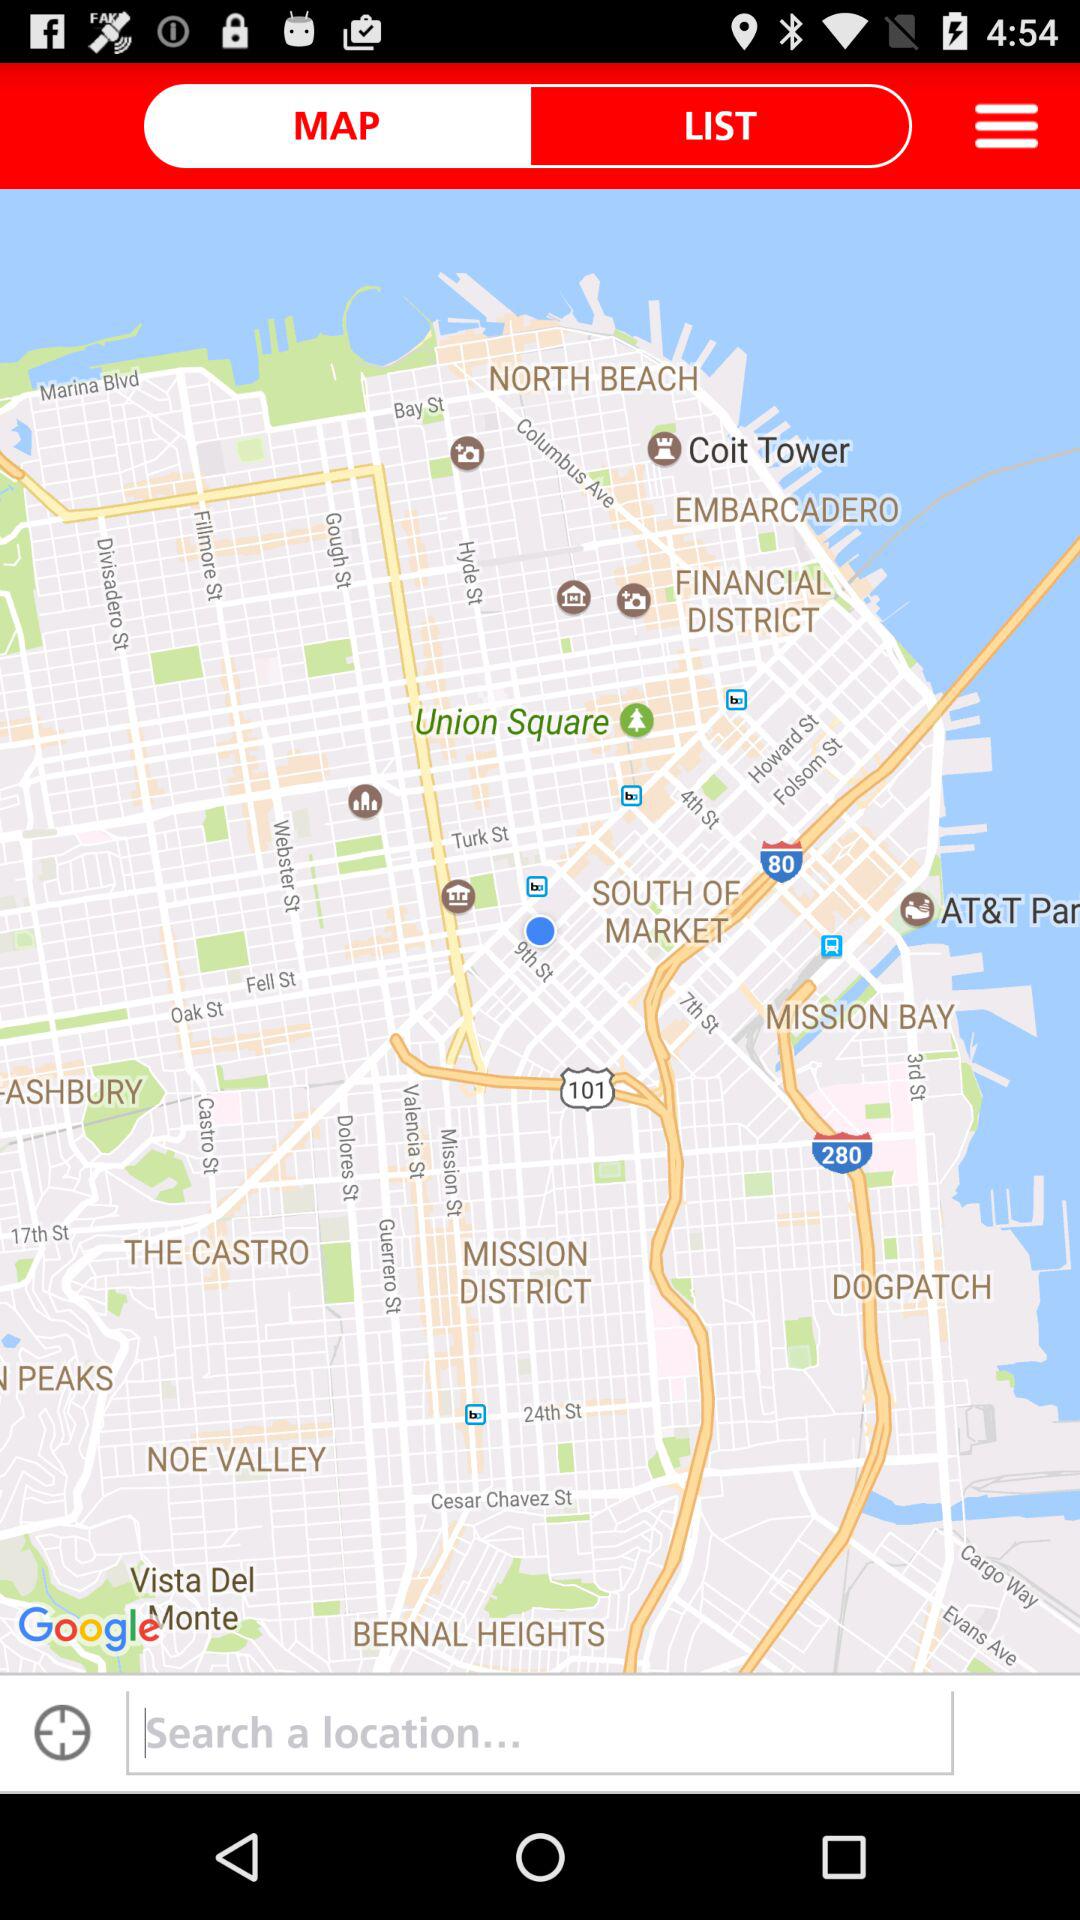 FAK
4:54
MAP
LIST
Marina Blvd
NORTH BEACH
Bay St
Columbus Ave
Coit Tower
EMBARCADERO
Fillmore St
Gough St
Divisadero St
Hyde St
FINANCIAL
DISTRICT
Union Square
Howard St
Folsom St
4th St
Webster St
Turk St
80
SOUTH OF
MARKET
AT&T Par
9th St
Fell St
Oak St
7th St
MISSION BAY
-ASHBURY
101
3rd St
Castro St
Dolores St
Valencia St
Mission St
280
17th St
THE CASTRO
Guerrero St
MISSION
DISTRICT
DOGPATCH
N PEAKS
24th St
NOE VALLEY
Cesar Chavez St
Cargo Way
Vista Del
Monte
Google
BERNAL HEIGHTS
Evans Ave
Search a location...